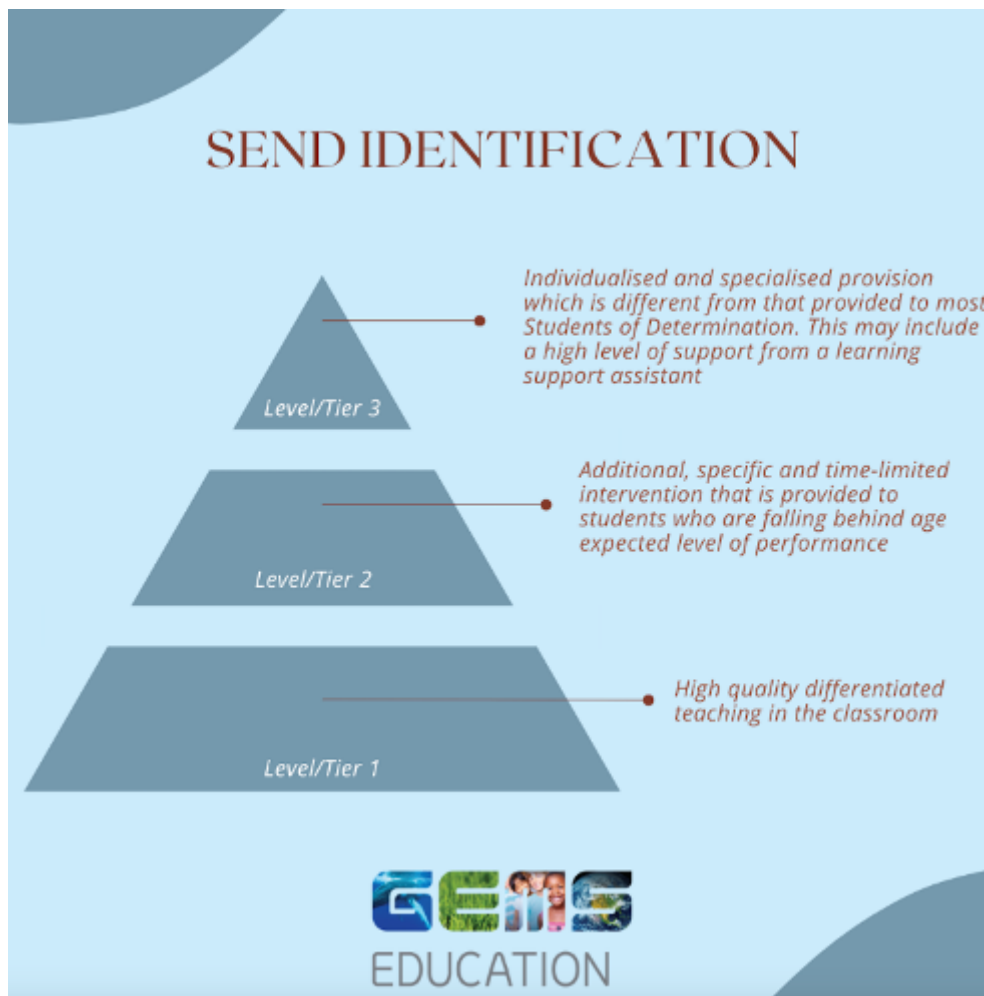 SEND IDENTIFICATION
Individualised and specialised provision
which is different from that provided to most
Students of Determination. This may include
a high level of support from a learning
support assistant
Level/Tier 3
Additional, specific and time-limited
intervention that is provided to
students who are falling behind age
expected level of performance
Level/Tier 2
High quality differentiated
teaching in the classroom
Level/Tier 1
GEMS
EDUCATION